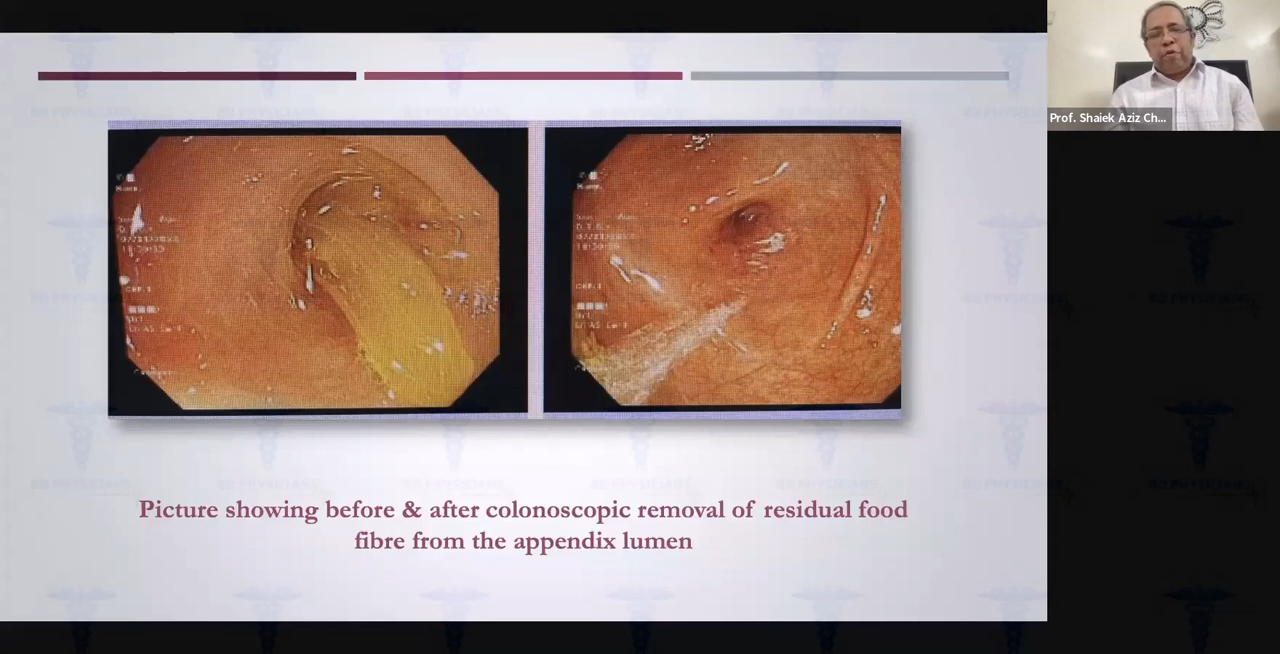 Prof. Shaiek Aziz Ch...
Picture showing before & after colonoscopic removal of residual food
fibre from the appendix lumen